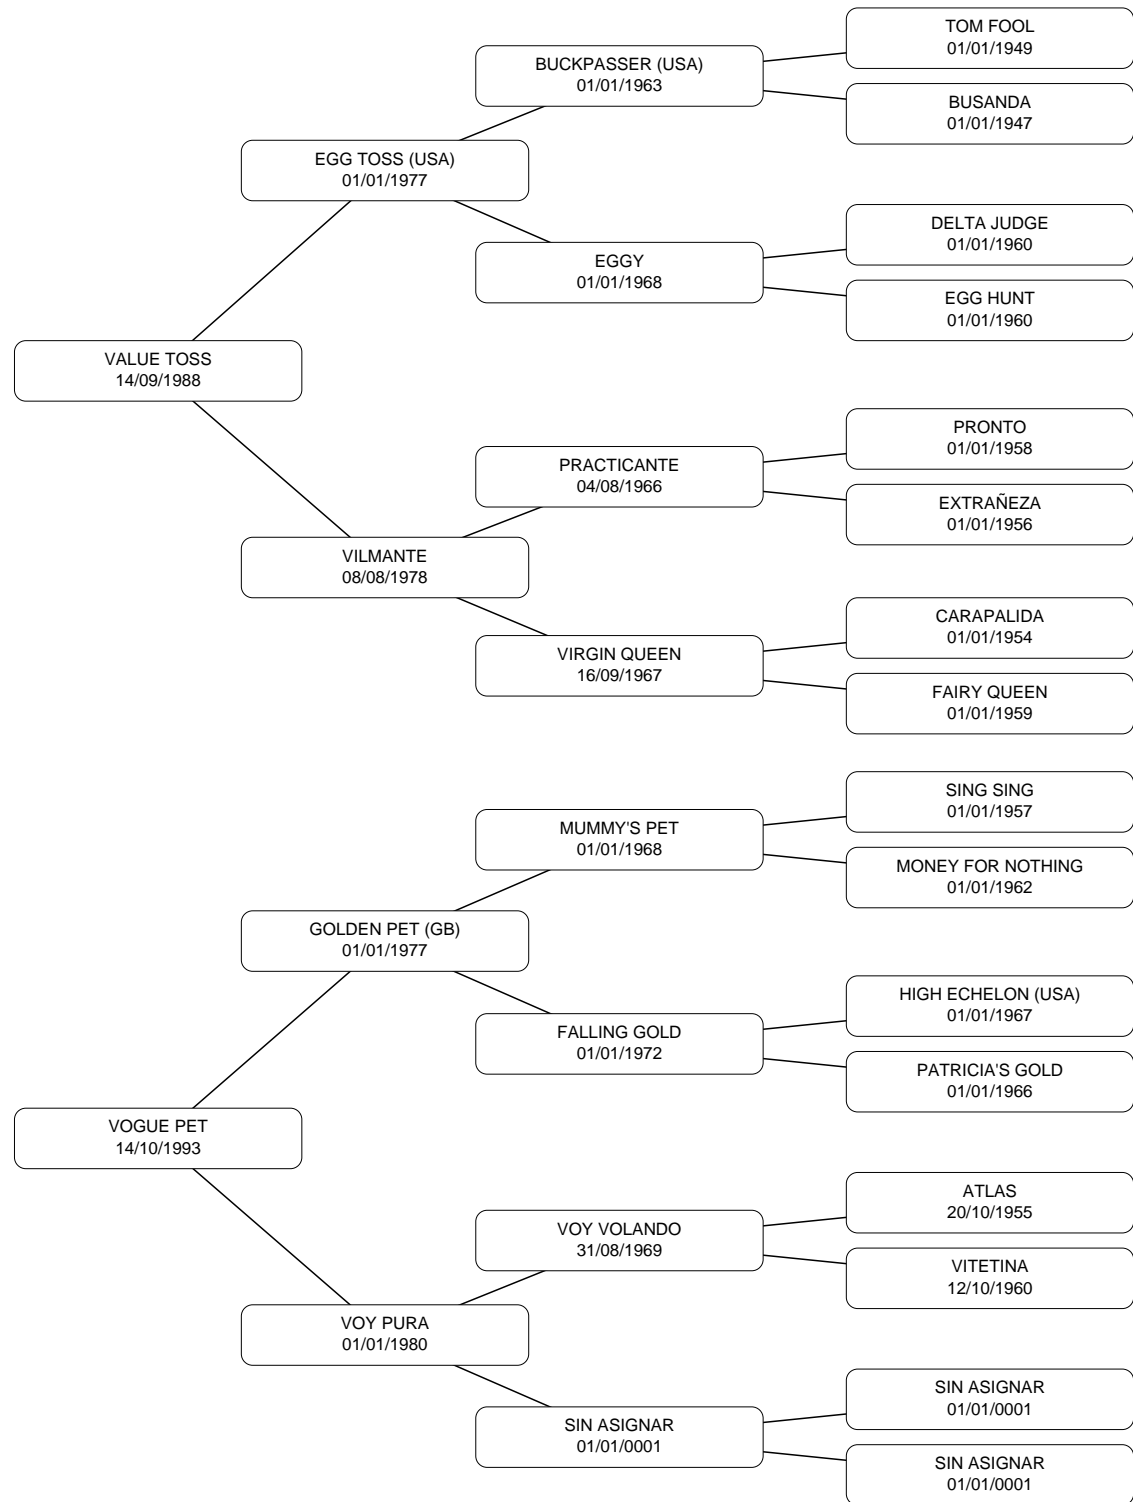 TOM FOOL
01/01/1949
BUCKPASSER (USA)
01/01/1963
BUSANDA
01/01/1947
EGG TOSS (USA)
01/01/1977
DELTA JUDGE
01/01/1960
EGGY
01/01/1968
EGG HUNT
01/01/1960
VALUE TOSS
14/09/1988
PRONTO
01/01/1958
PRACTICANTE
04/08/1966
EXTRAÑEZA
01/01/1956
VILMANTE
08/08/1978
CARAPALIDA
01/01/1954
VIRGIN QUEEN
16/09/1967
FAIRY QUEEN
01/01/1959
SING SING
01/01/1957
MUMMY'S PET
01/01/1968
MONEY FOR NOTHING
01/01/1962
GOLDEN PET (GB)
01/01/1977
HIGH ECHELON (USA)
01/01/1967
FALLING GOLD
01/01/1972
PATRICIA'S GOLD
01/01/1966
VOGUE PET
14/10/1993
ATLAS
20/10/1955
VOY VOLANDO
31/08/1969
VITETINA
12/10/1960
VOY PURA
01/01/1980
SIN ASIGNAR
01/01/0001
SIN ASIGNAR
01/01/0001
SIN ASIGNAR
01/01/0001